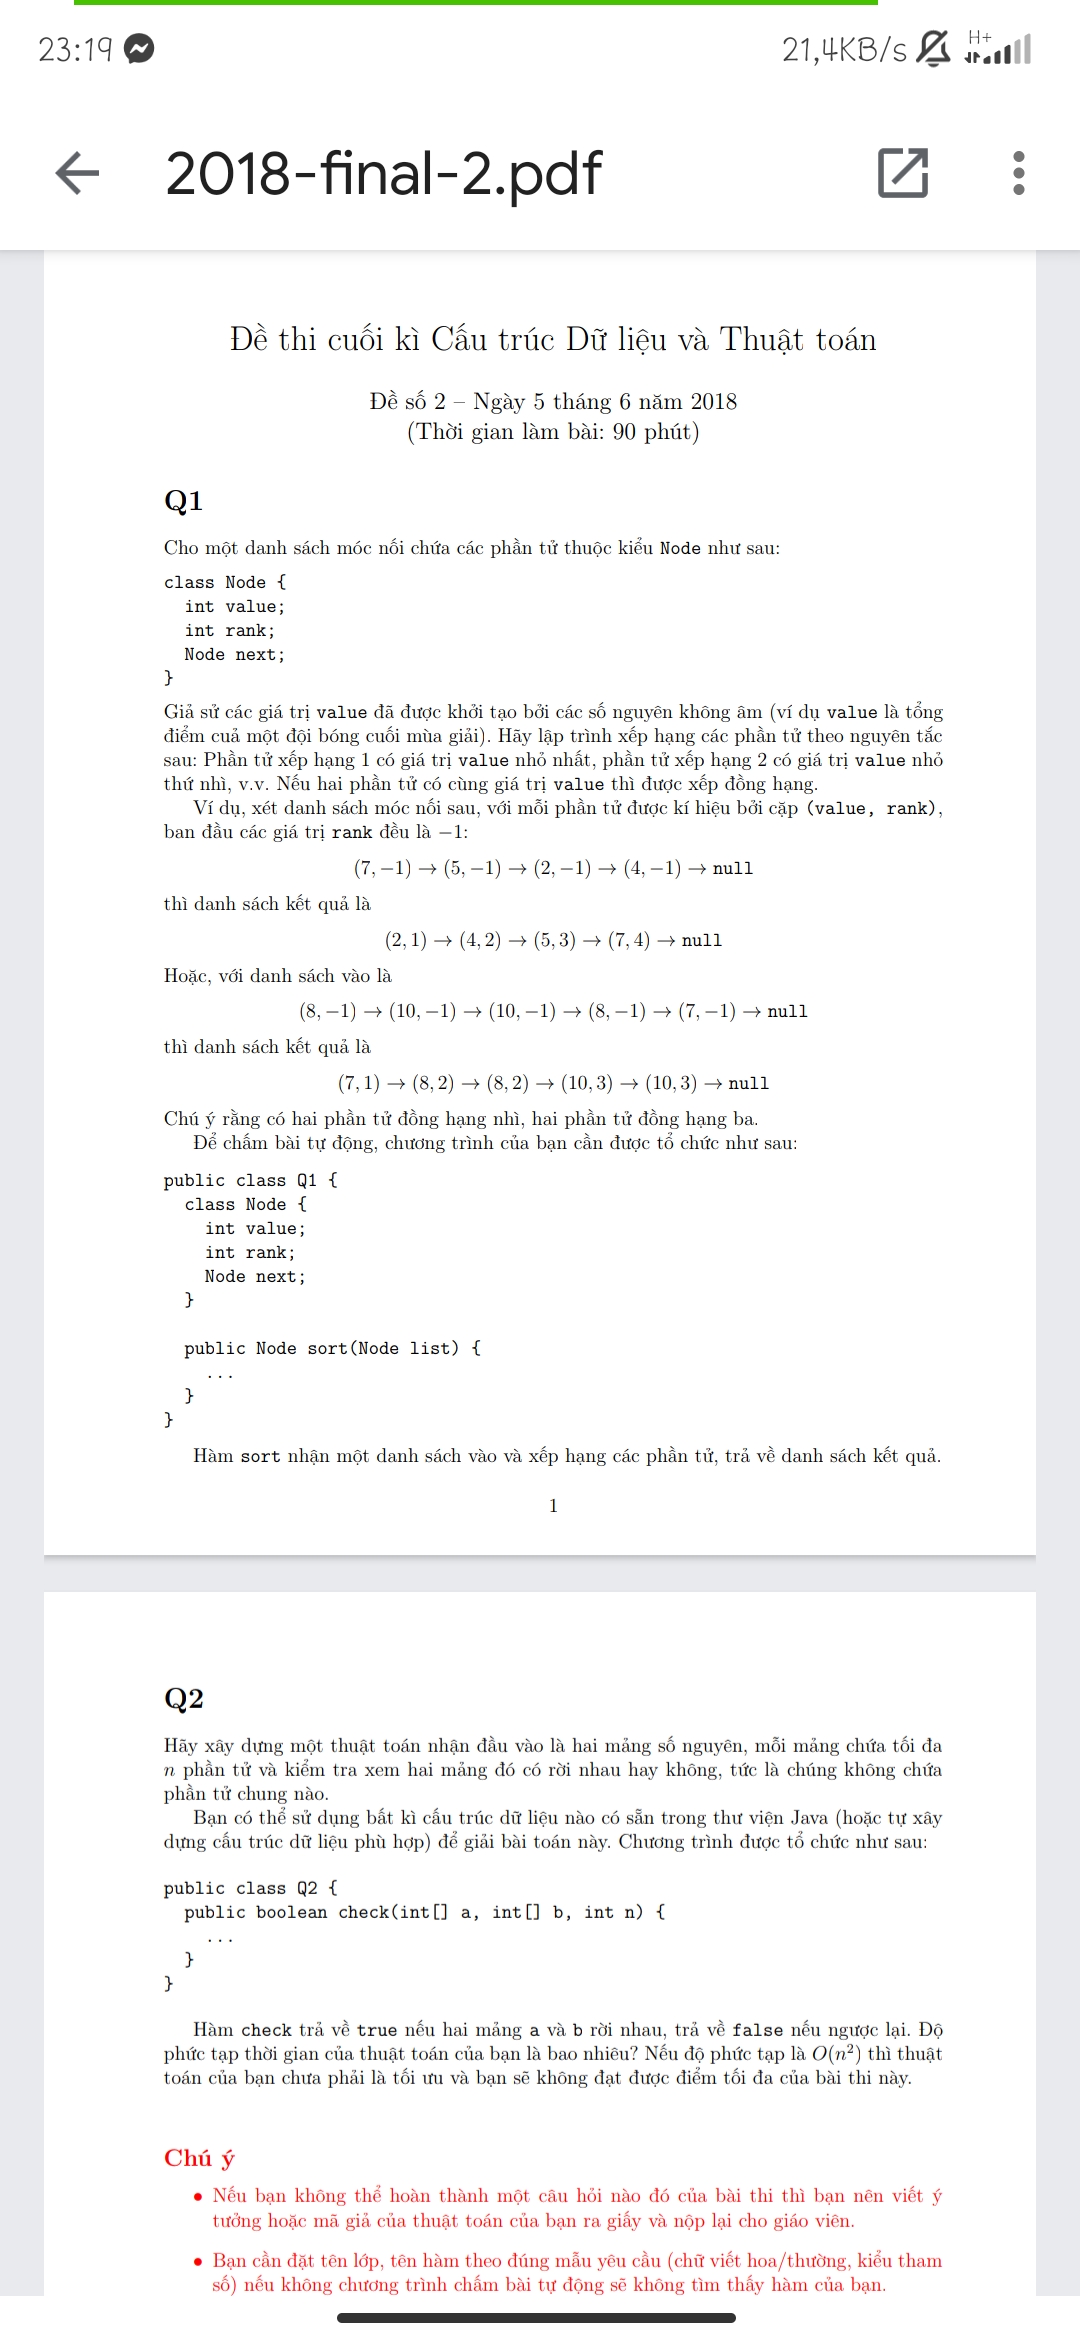 23:19
21,4KB/s
H+
2018-final-2.pdf
Đề thi cuối kì Cấu trúc Dữ liệu và Thuật toán
Đề số 2 – Ngày 5 tháng 6 năm 2018
(Thời gian làm bài: 90 phút)
Q1
Cho một danh sách móc nối chứa các phần tử thuộc kiểu Node như sau:
class Node {
  int value;
  int rank;
  Node next;
}
Giả sử các giá trị value đã được khởi tạo bởi các số nguyên không âm (ví dụ value là tổng
điểm cuả một đội bóng cuối mùa giải). Hãy lập trình xếp hạng các phần tử theo nguyên tắc
sau: Phần tử xếp hạng 1 có giá trị value nhỏ nhất, phần tử xếp hạng 2 có giá trị value nhỏ
thứ nhì, v.v. Nếu hai phần tử có cùng giá trị value thì được xếp đồng hạng.
Ví dụ, xét danh sách móc nối sau, với mỗi phần tử được kí hiệu bởi cặp (value, rank),
ban đầu các giá trị rank đều là −1:
(7, −1) → (5, −1) → (2, −1) → (4, −1) → null
thì danh sách kết quả là
(2, 1) → (4, 2) → (5, 3) → (7, 4) → null
Hoặc, với danh sách vào là
(8, −1) → (10, −1) → (10, −1) → (8, −1) → (7, −1) → null
thì danh sách kết quả là
(7, 1) → (8, 2) → (8, 2) → (10, 3) → (10, 3) → null
Chú ý rằng có hai phần tử đồng hạng nhì, hai phần tử đồng hạng ba.
Để chấm bài tự động, chương trình của bạn cần được tổ chức như sau:
public class Q1 {
  class Node {
    int value;
    int rank;
    Node next;
  }
  public Node sort(Node list) {
    ...
  }
}
Hàm sort nhận một danh sách vào và xếp hạng các phần tử, trả về danh sách kết quả.
1
Q2
Hãy xây dựng một thuật toán nhận đầu vào là hai mảng số nguyên, mỗi mảng chứa tối đa
n phần tử và kiểm tra xem hai mảng đó có rời nhau hay không, tức là chúng không chứa
phần tử chung nào.
Bạn có thể sử dụng bất kì cấu trúc dữ liệu nào có sẵn trong thư viện Java (hoặc tự xây
dựng cấu trúc dữ liệu phù hợp) để giải bài toán này. Chương trình được tổ chức như sau:
public class Q2 {
  public boolean check(int[] a, int[] b, int n) {
    ...
  }
}
Hàm check trả về true nếu hai mảng a và b rời nhau, trả về false nếu ngược lại. Độ
phức tạp thời gian của thuật toán của bạn là bao nhiêu? Nếu độ phức tạp là O(n²) thì thuật
toán của bạn chưa phải là tối ưu và bạn sẽ không đạt được điểm tối đa của bài thi này.
Chú ý
• Nếu bạn không thể hoàn thành một câu hỏi nào đó của bài thi thì bạn nên viết ý
tưởng hoặc mã giả của thuật toán của bạn ra giấy và nộp lại cho giáo viên.
• Bạn cần đặt tên lớp, tên hàm theo đúng mẫu yêu cầu (chữ viết hoa/thường, kiểu tham
số) nếu không chương trình chấm bài tự động sẽ không tìm thấy hàm của bạn.